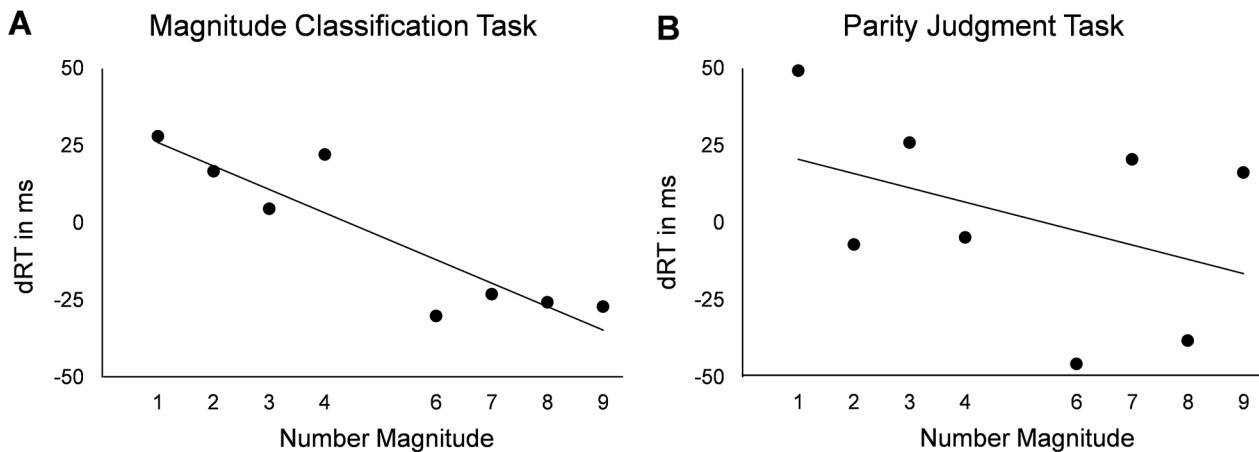 A Magnitude Classification Task
50
25
0
-25
-50
dRT in ms
1 2 3 4 6 7 8 9
Number Magnitude
B Parity Judgment Task
50
25
0
-25
-50
dRT in ms
1 2 3 4 6 7 8 9
Number Magnitude